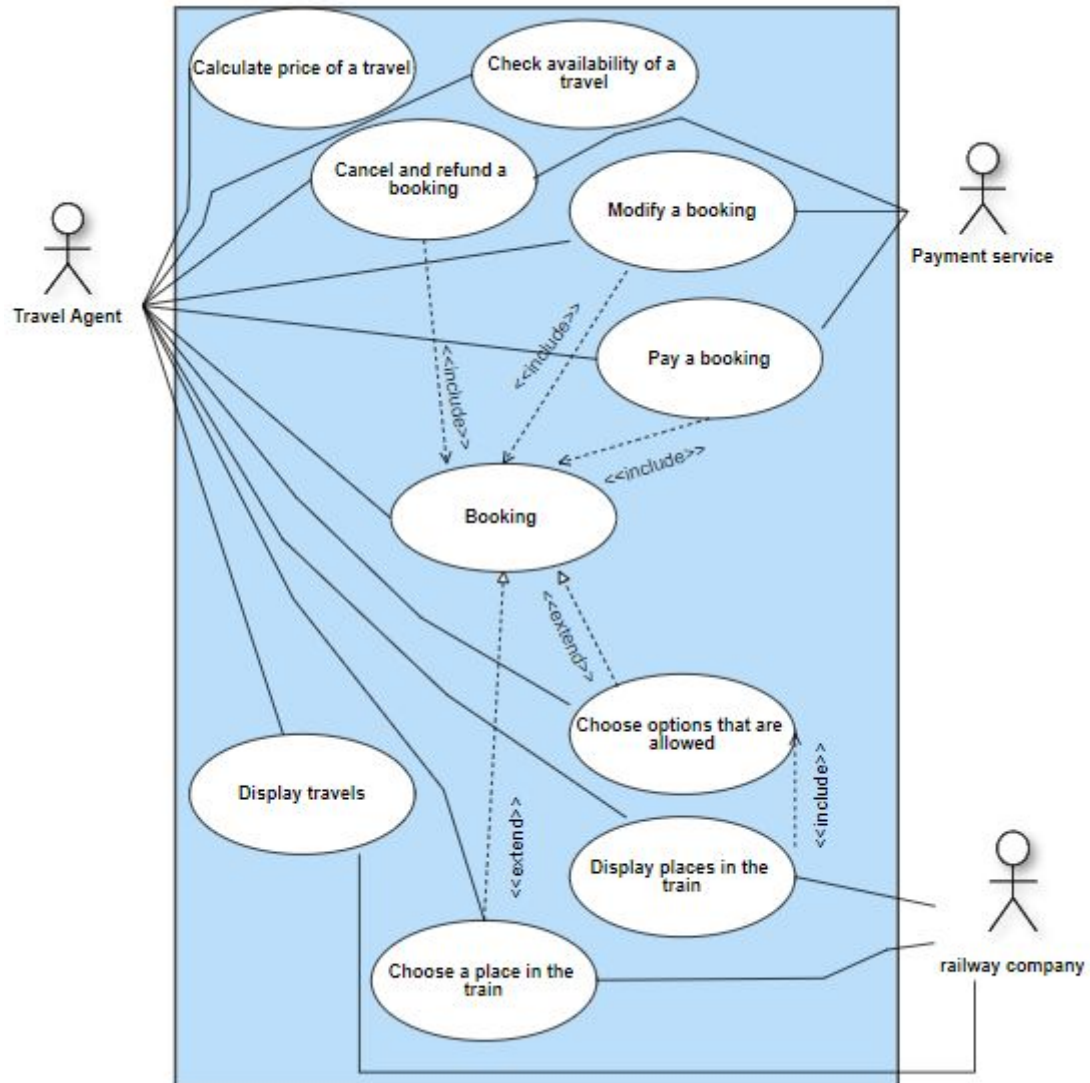 Calculate price of a travel
Check availability of a
travel
Cancel and refund a
booking
Modify a booking
Travel Agent
Payment service
Pay a booking
<<include>>
<<include>>
<<include>>
Booking
<<extend>>
Choose options that are
allowed
Display travels
<<include>>
<<extend>>
Display places in the
train
Choose a place in the
train
railway company